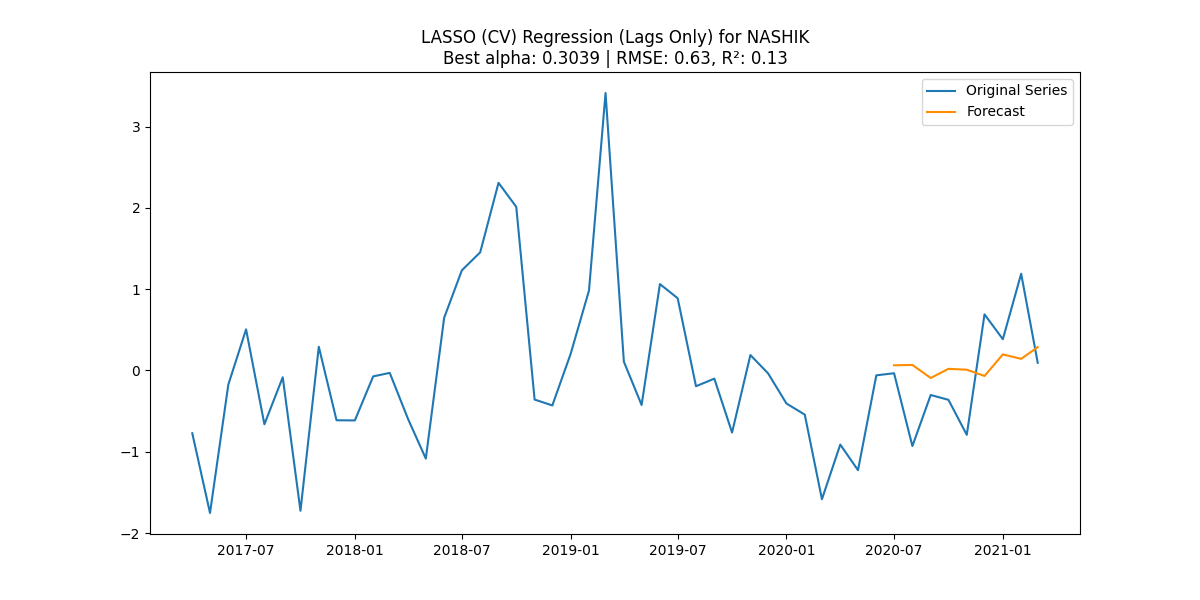 LASSO (CV) Regression (Lags Only) for NASHIK
Best alpha: 0.3039 | RMSE: 0.63, R²: 0.13
Original Series
Forecast
3
2
1
0
−1
−2
2017-07 2018-01 2018-07 2019-01 2019-07 2020-01 2020-07 2021-01